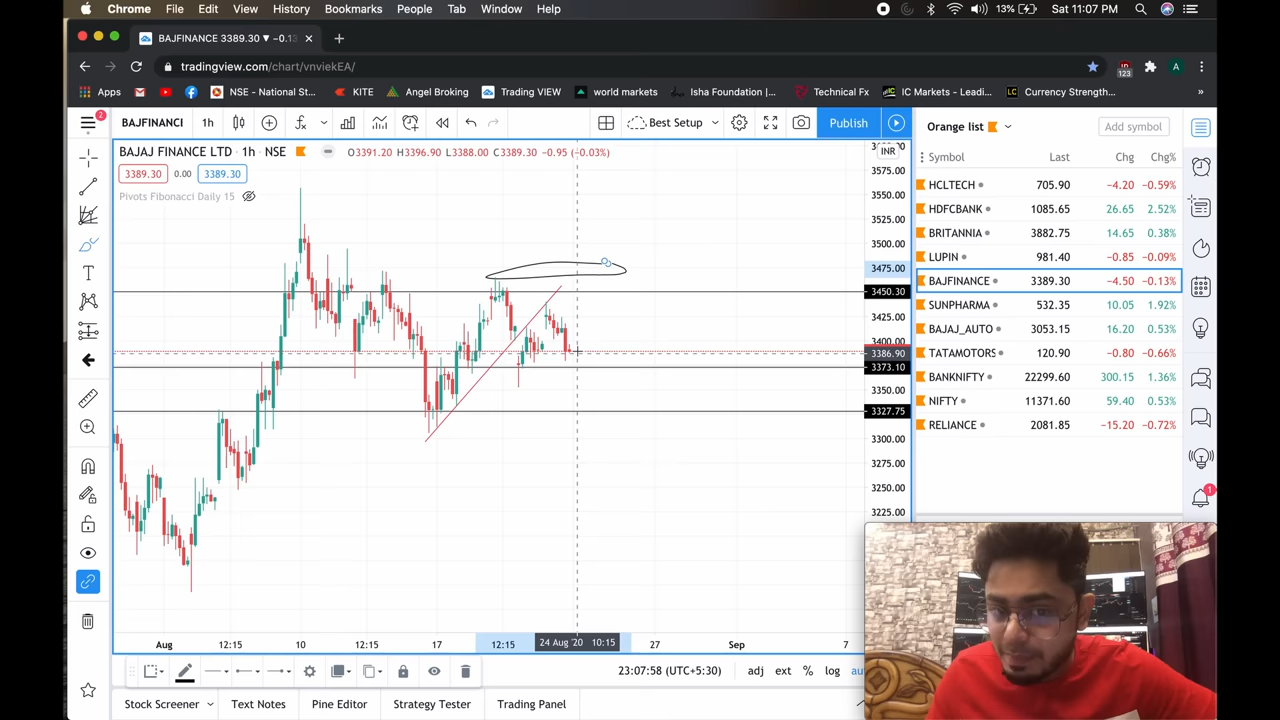 Chrome File Edit View History Bookmarks People Tab Window Help 13% Sat 11:07 PM
BAJFINANCE 3389.30 ▼ −0.13
tradingview.com/chart/vnviekEA/
123
A
Apps NSE - National St... KITE Angel Broking Trading VIEW world markets Isha Foundation |... Technical Fx IC Markets - Leadi... Currency Strength... »
2
BAJFINANCI 1h Best Setup Publish
BAJAJ FINANCE LTD · 1h · NSE O3391.20 H3396.90 L3388.00 C3389.30 −0.95 (−0.03%)
3389.30 0.00 3389.30
Pivots Fibonacci Daily 15
INR
3575.00
3550.00
3525.00
3500.00
3475.00
3450.30
3425.00
3400.00
3386.90
3373.10
3350.00
3327.75
3300.00
3275.00
3250.00
3225.00
Aug 12:15 10 12:15 17 12:15 24 Aug '20 10:15 27 Sep 7
23:07:58 (UTC+5:30) adj ext % log
Stock Screener Text Notes Pine Editor Strategy Tester Trading Panel
Orange list Add symbol
Symbol Last Chg Chg%
HCLTECH 705.90 −4.20 −0.59%
HDFCBANK 1085.65 26.65 2.52%
BRITANNIA 3882.75 14.65 0.38%
LUPIN 981.40 −0.85 −0.09%
BAJFINANCE 3389.30 −4.50 −0.13%
SUNPHARMA 532.35 10.05 1.92%
BAJAJ_AUTO 3053.15 16.20 0.53%
TATAMOTORS 120.90 −0.80 −0.66%
BANKNIFTY 22299.60 300.15 1.36%
NIFTY 11371.60 59.40 0.53%
RELIANCE 2081.85 −15.20 −0.72%
1